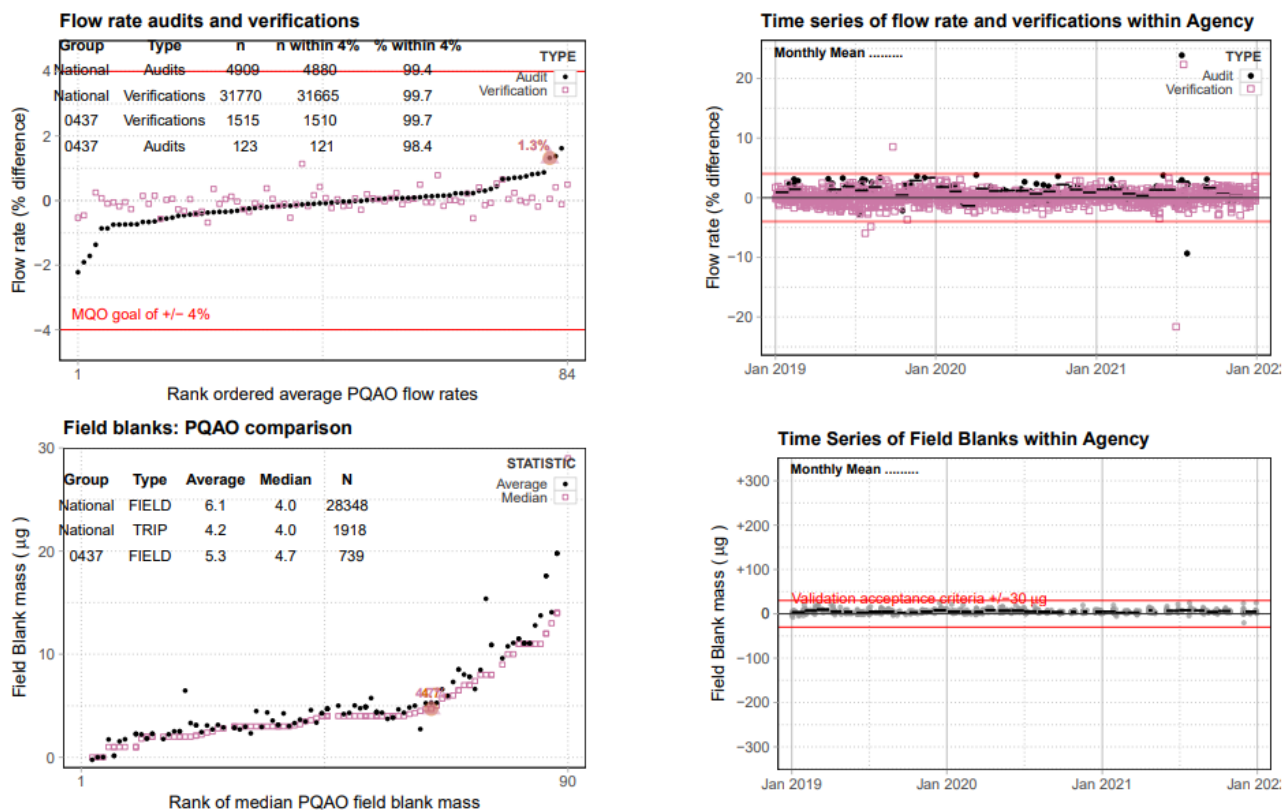 Flow rate audits and verifications
Group Type n n within 4% % within 4%
National Audits 4909 4880 99.4
National Verifications 31770 31665 99.7
0437 Verifications 1515 1510 99.7
0437 Audits 123 121 98.4
TYPE
Audit
Verification
1.3%
MQO goal of +/− 4%
4
2
0
−2
−4
Flow rate (% difference)
1 84
Rank ordered average PQAO flow rates
Time series of flow rate and verifications within Agency
Monthly Mean .........
TYPE
Audit
Verification
20
10
0
−10
−20
Flow rate (% difference)
Jan 2019 Jan 2020 Jan 2021 Jan 2022
Field blanks: PQAO comparison
Group Type Average Median N
National FIELD 6.1 4.0 28348
National TRIP 4.2 4.0 1918
0437 FIELD 5.3 4.7 739
STATISTIC
Average
Median
30
20
10
0
Field Blank mass ( µg )
1 90
Rank of median PQAO field blank mass
Time Series of Field Blanks within Agency
Monthly Mean .........
Validation acceptance criteria +/−30 µg
+300
+200
+100
0
−100
−200
−300
Field Blank mass ( µg )
Jan 2019 Jan 2020 Jan 2021 Jan 2022